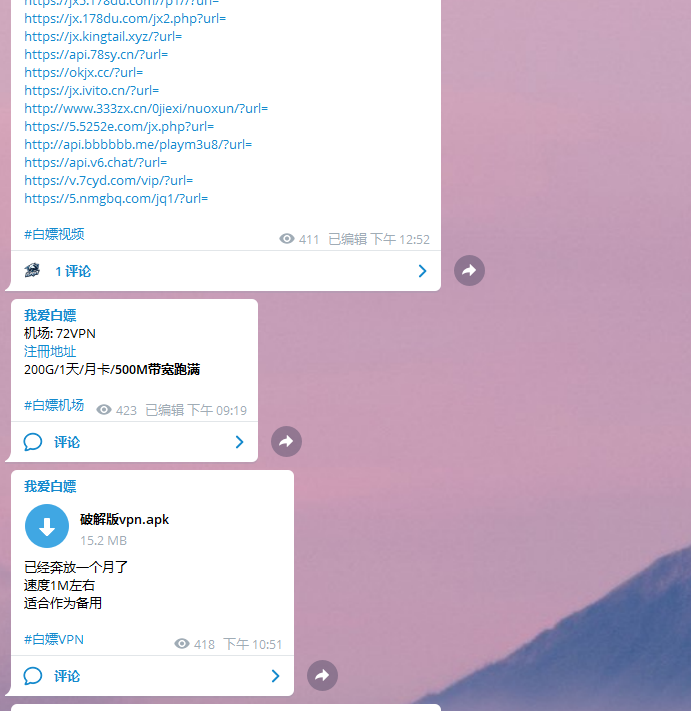 https://jx5.178du.com//p1//?url=
https://jx.178du.com/jx2.php?url=
https://jx.kingtail.xyz/?url=
https://api.78sy.cn/?url=
https://okjx.cc/?url=
https://jx.ivito.cn/?url=
http://www.333zx.cn/0jiexi/nuoxun/?url=
https://5.5252e.com/jx.php?url=
http://api.bbbbbb.me/playm3u8/?url=
https://api.v6.chat/?url=
https://v.7cyd.com/vip/?url=
https://5.nmgbq.com/jq1/?url=
#白嫖视频
411 已编辑 下午 12:52
1 评论
我爱白嫖
机场: 72VPN
注冊地址
200G/1天/月卡/500M带宽跑满
#白嫖机场 423 已编辑 下午 09:19
评论
我爱白嫖
破解版vpn.apk
15.2 MB
已经奔放一个月了
速度1M左右
适合作为备用
#白嫖VPN 418 下午 10:51
评论